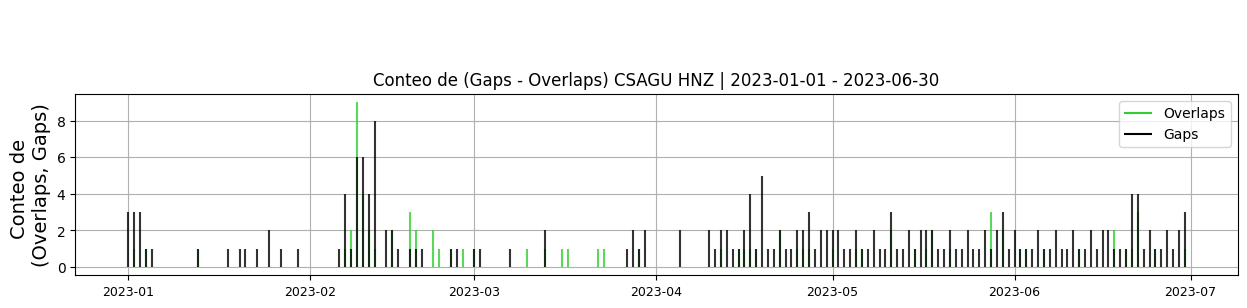 Conteo de (Gaps - Overlaps) CSAGU HNZ | 2023-01-01 - 2023-06-30
Conteo de
(Overlaps, Gaps)
8
6
4
2
0
Overlaps
Gaps
2023-01
2023-02
2023-03
2023-04
2023-05
2023-06
2023-07